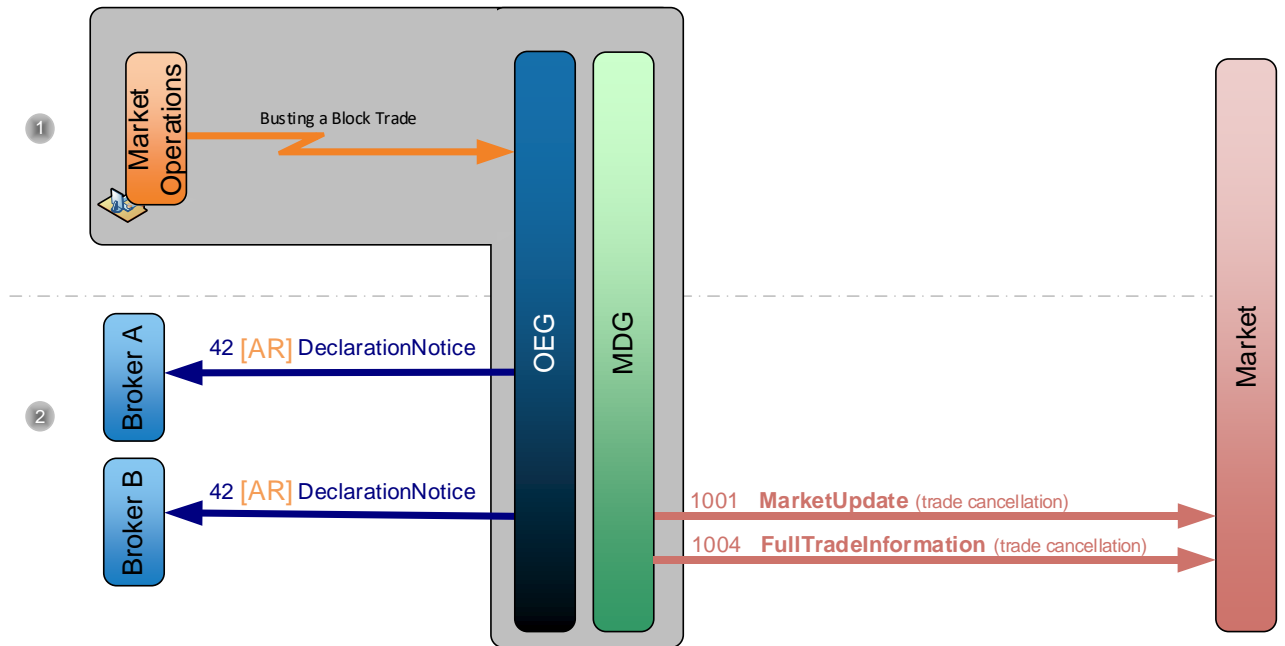 1
Market
Operations
Busting a Block Trade
OEG
MDG
Market
2
Broker A
42 [AR] DeclarationNotice
Broker B
42 [AR] DeclarationNotice
1001 MarketUpdate (trade cancellation)
1004 FullTradeInformation (trade cancellation)